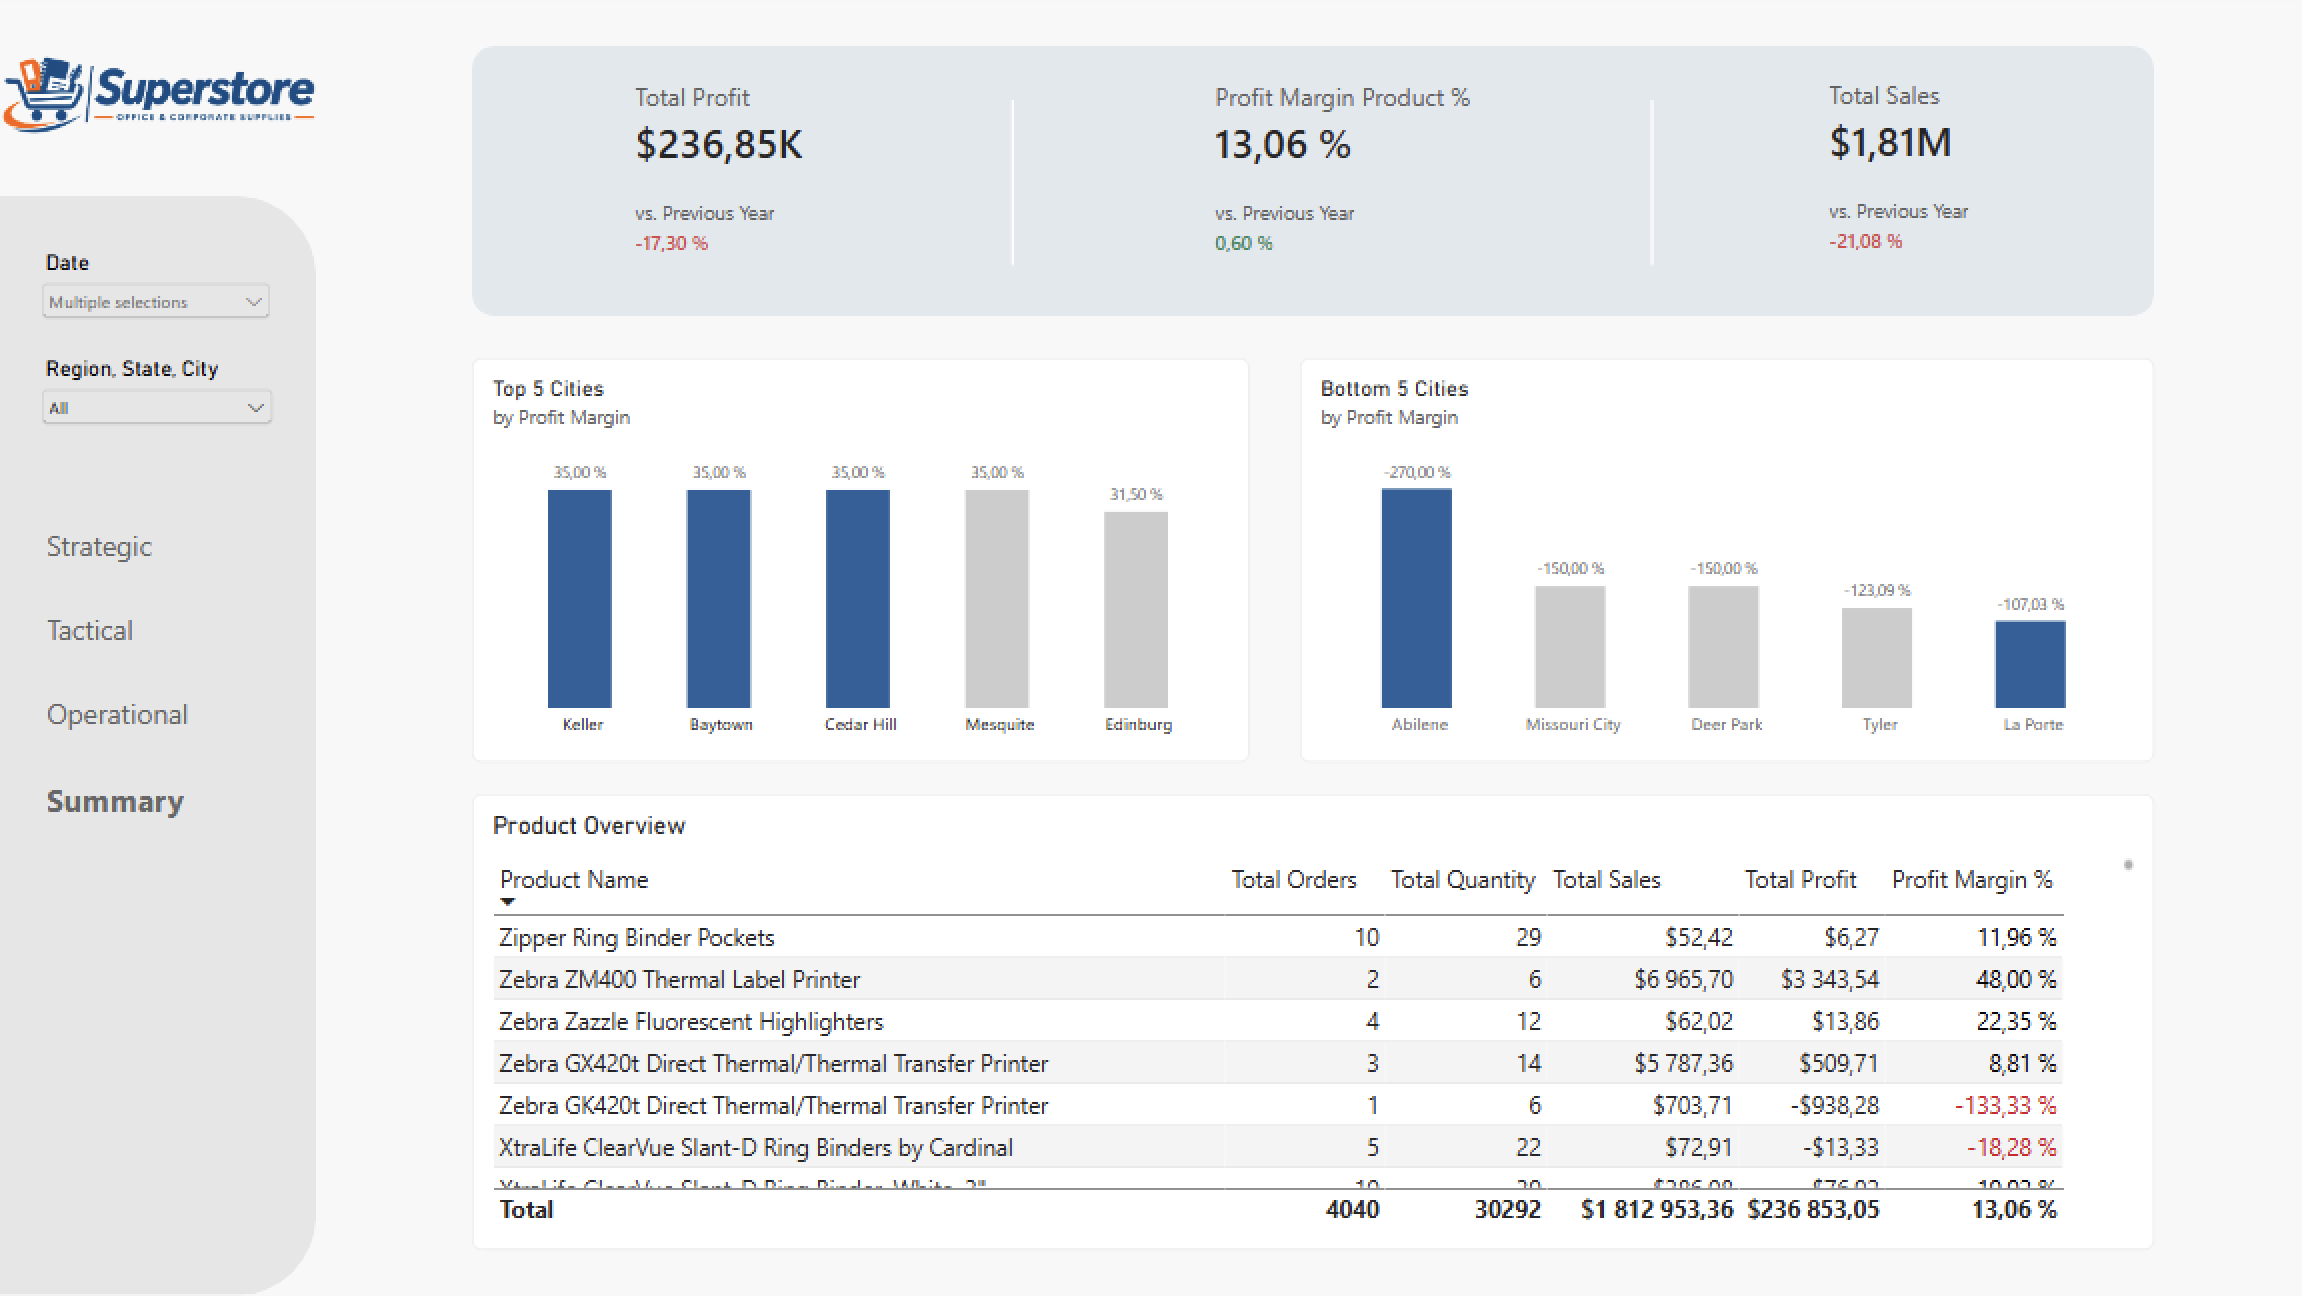 Superstore
OFFICE & CORPORATE SUPPLIES
Date
Multiple selections
Region, State, City
All
Strategic
Tactical
Operational
Summary
Total Profit
$236,85K
vs. Previous Year
-17,30 %
Profit Margin Product %
13,06 %
vs. Previous Year
0,60 %
Total Sales
$1,81M
vs. Previous Year
-21,08 %
Top 5 Cities
by Profit Margin
35,00 % 35,00 % 35,00 % 35,00 % 31,50 %
Keller Baytown Cedar Hill Mesquite Edinburg
Bottom 5 Cities
by Profit Margin
-270,00 % -150,00 % -150,00 % -123,09 % -107,03 %
Abilene Missouri City Deer Park Tyler La Porte
Product Overview
Product Name Total Orders Total Quantity Total Sales Total Profit Profit Margin %
Zipper Ring Binder Pockets 10 29 $52,42 $6,27 11,96 %
Zebra ZM400 Thermal Label Printer 2 6 $6 965,70 $3 343,54 48,00 %
Zebra Zazzle Fluorescent Highlighters 4 12 $62,02 $13,86 22,35 %
Zebra GX420t Direct Thermal/Thermal Transfer Printer 3 14 $5 787,36 $509,71 8,81 %
Zebra GK420t Direct Thermal/Thermal Transfer Printer 1 6 $703,71 -$938,28 -133,33 %
XtraLife ClearVue Slant-D Ring Binders by Cardinal 5 22 $72,91 -$13,33 -18,28 %
XtraLife ClearVue Slant-D Ring Binder, White, 3"
Total 4040 30292 $1 812 953,36 $236 853,05 13,06 %